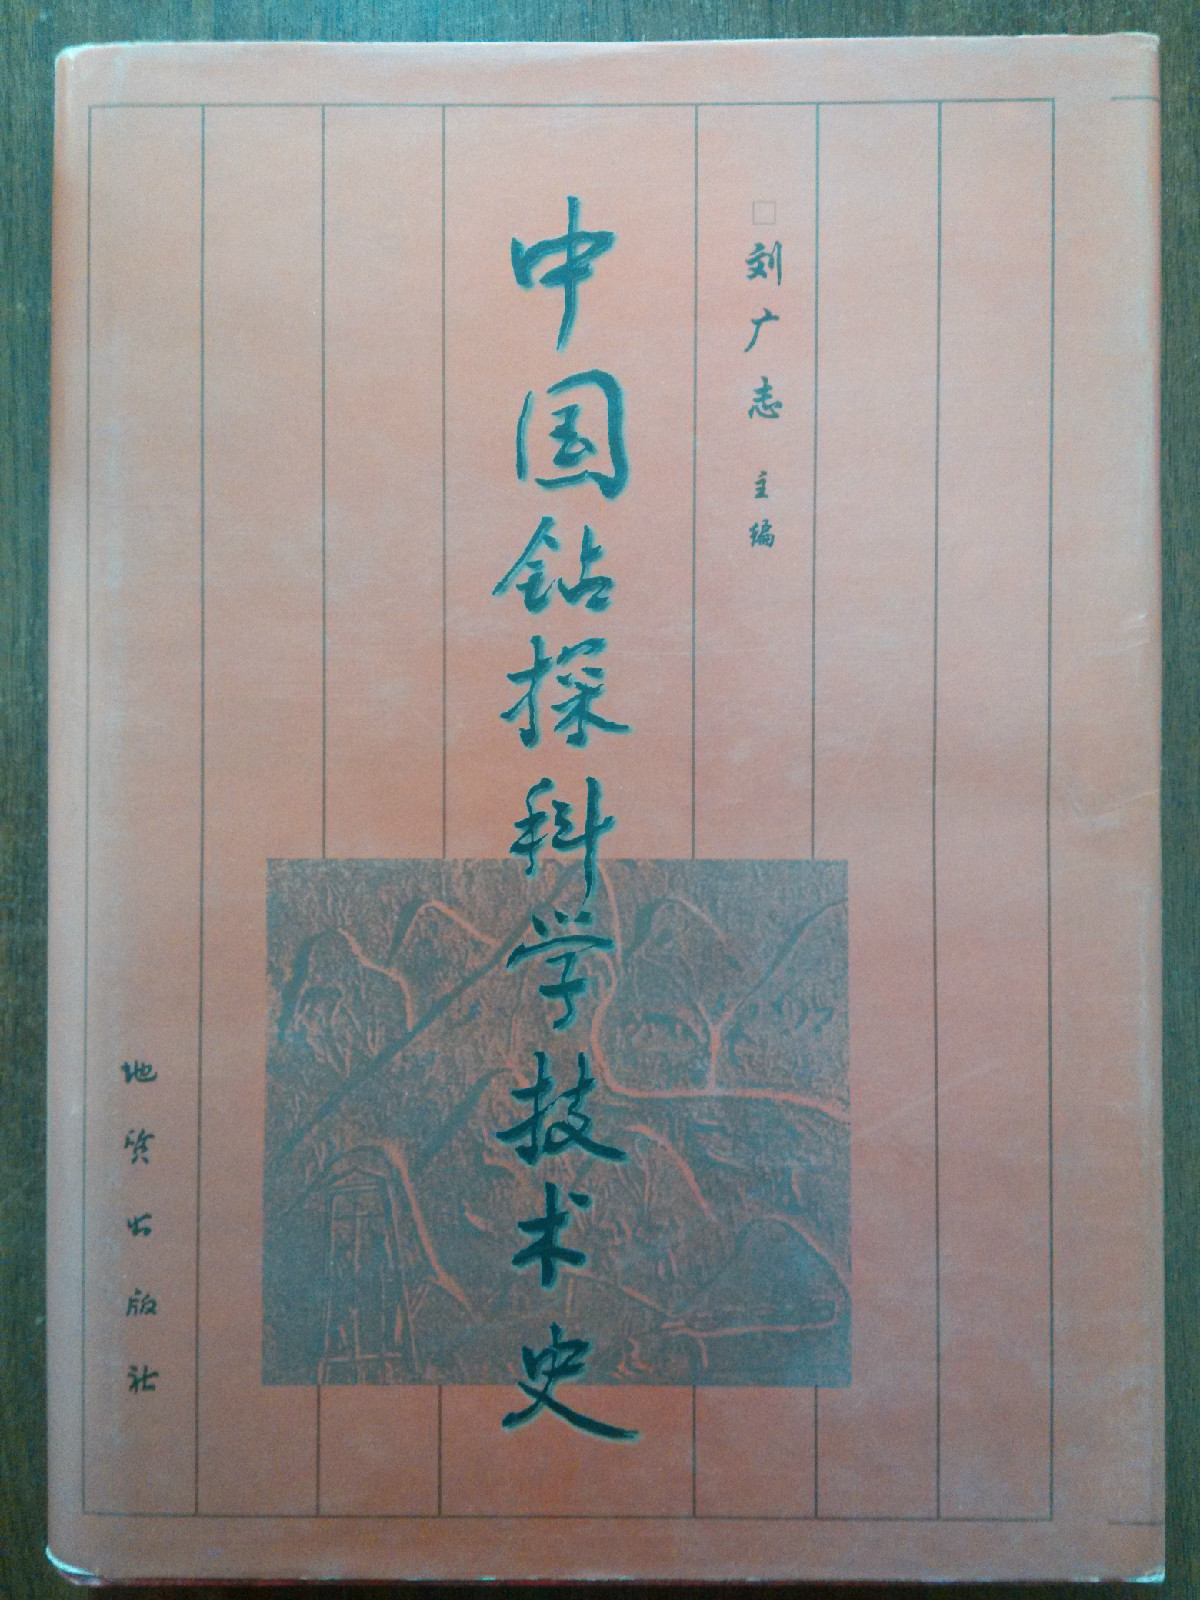 刘广志 主编
中国钻探科学技术史
地质出版社